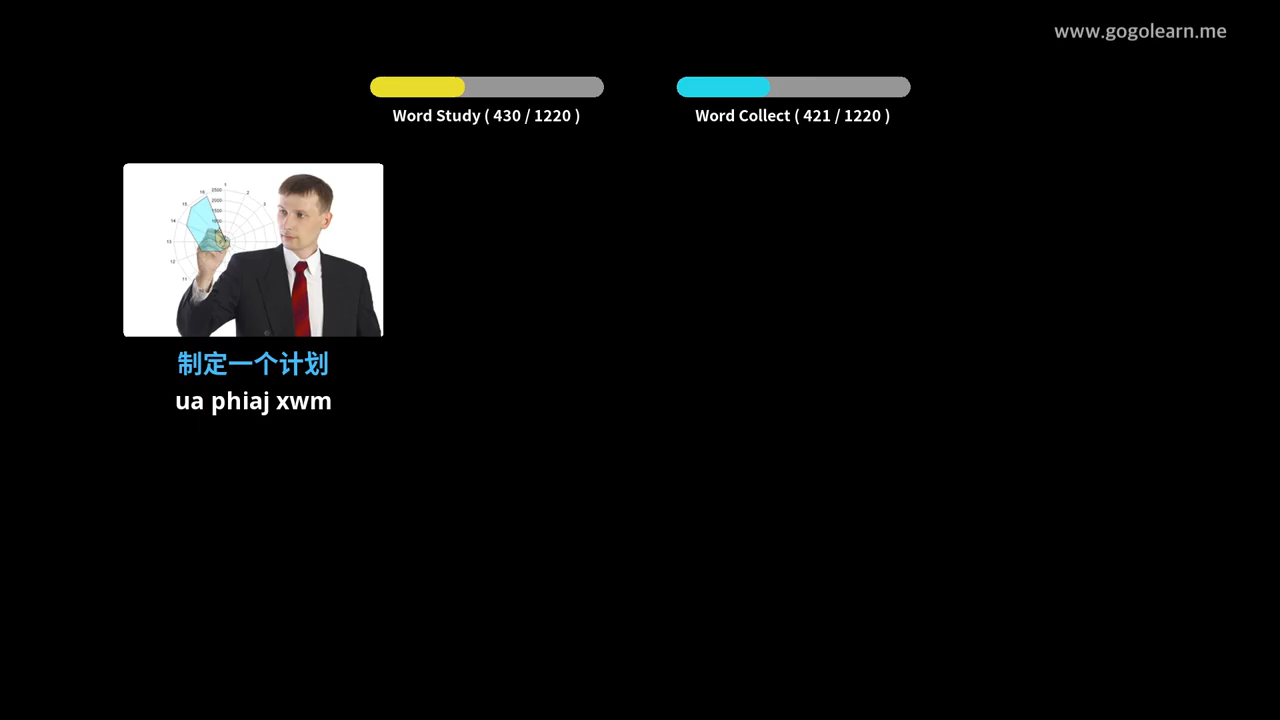 www.gogolearn.me
Word Study ( 430 / 1220 )
Word Collect ( 421 / 1220 )
制定一个计划
ua phiaj xwm